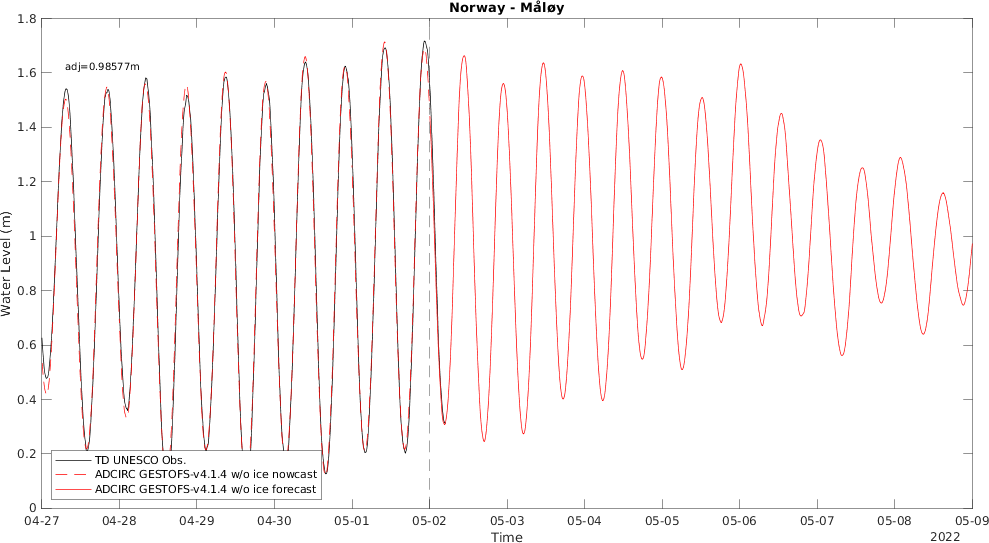 Norway - Måløy
1.8
1.6
1.4
1.2
1
0.8
0.6
0.4
0.2
0
Water Level (m)
adj=0.98577m
TD UNESCO Obs.
ADCIRC GESTOFS-v4.1.4 w/o ice nowcast
ADCIRC GESTOFS-v4.1.4 w/o ice forecast
04-27 04-28 04-29 04-30 05-01 05-02 05-03 05-04 05-05 05-06 05-07 05-08 05-09
Time
2022